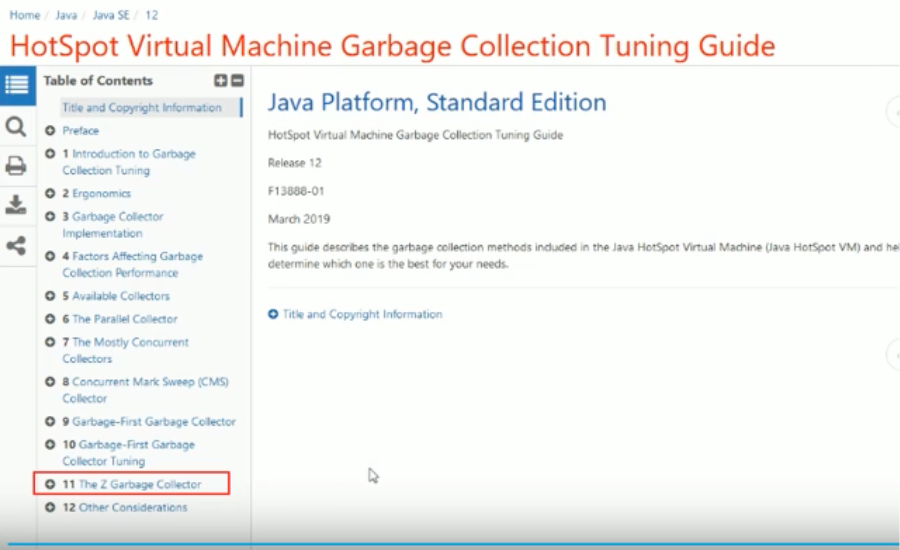 Home / Java / Java SE / 12
HotSpot Virtual Machine Garbage Collection Tuning Guide
Table of Contents
Title and Copyright Information
Preface
1 Introduction to Garbage
Collection Tuning
2 Ergonomics
3 Garbage Collector
Implementation
4 Factors Affecting Garbage
Collection Performance
5 Available Collectors
6 The Parallel Collector
7 The Mostly Concurrent
Collectors
8 Concurrent Mark Sweep (CMS)
Collector
9 Garbage-First Garbage Collector
10 Garbage-First Garbage
Collector Tuning
11 The Z Garbage Collector
12 Other Considerations
Java Platform, Standard Edition
HotSpot Virtual Machine Garbage Collection Tuning Guide
Release 12
F13888-01
March 2019
This guide describes the garbage collection methods included in the Java HotSpot Virtual Machine (Java HotSpot VM) and hel
determine which one is the best for your needs.
Title and Copyright Information